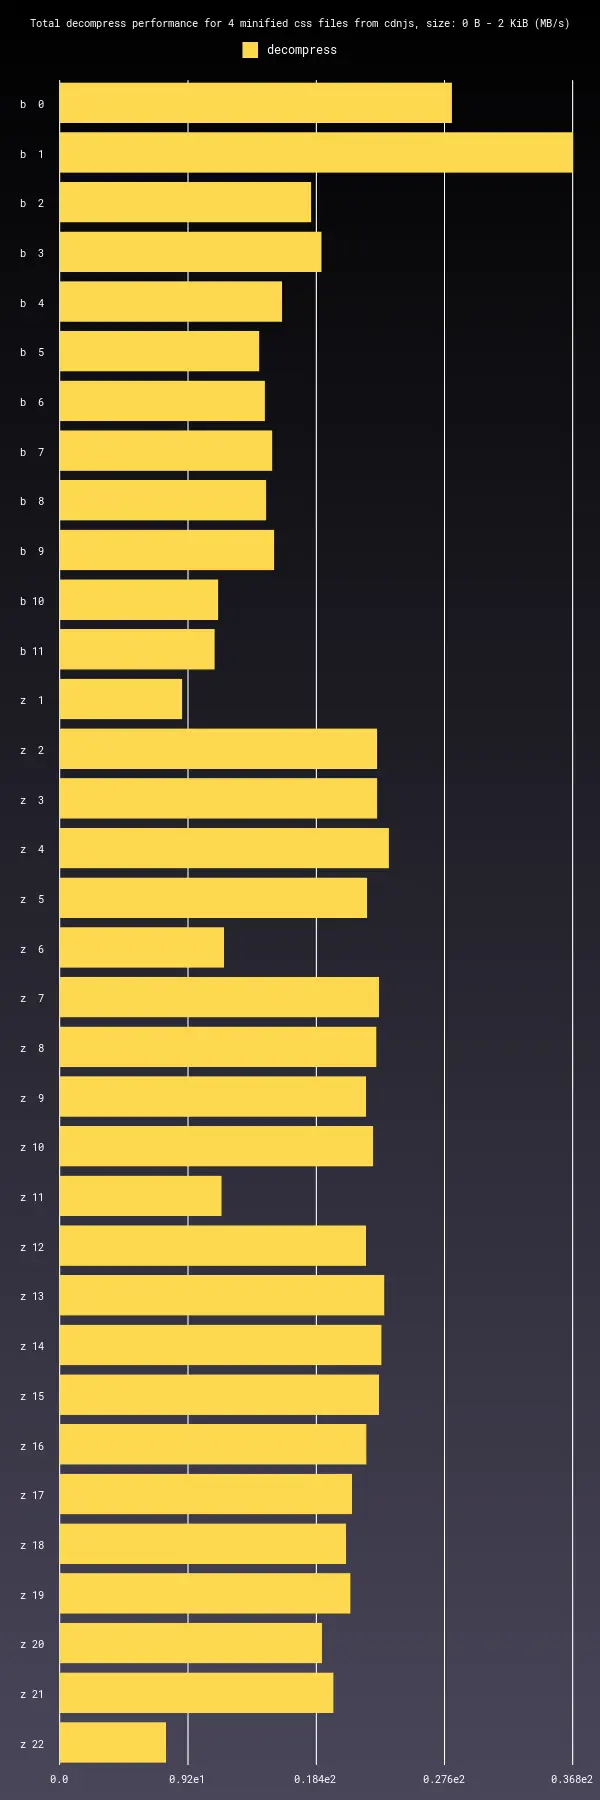 Total decompress performance for 4 minified css files from cdnjs, size: 0 B - 2 KiB (MB/s)
decompress
b 0
b 1
b 2
b 3
b 4
b 5
b 6
b 7
b 8
b 9
b 10
b 11
z 1
z 2
z 3
z 4
z 5
z 6
z 7
z 8
z 9
z 10
z 11
z 12
z 13
z 14
z 15
z 16
z 17
z 18
z 19
z 20
z 21
z 22
0.0 0.92e1 0.184e2 0.276e2 0.368e2